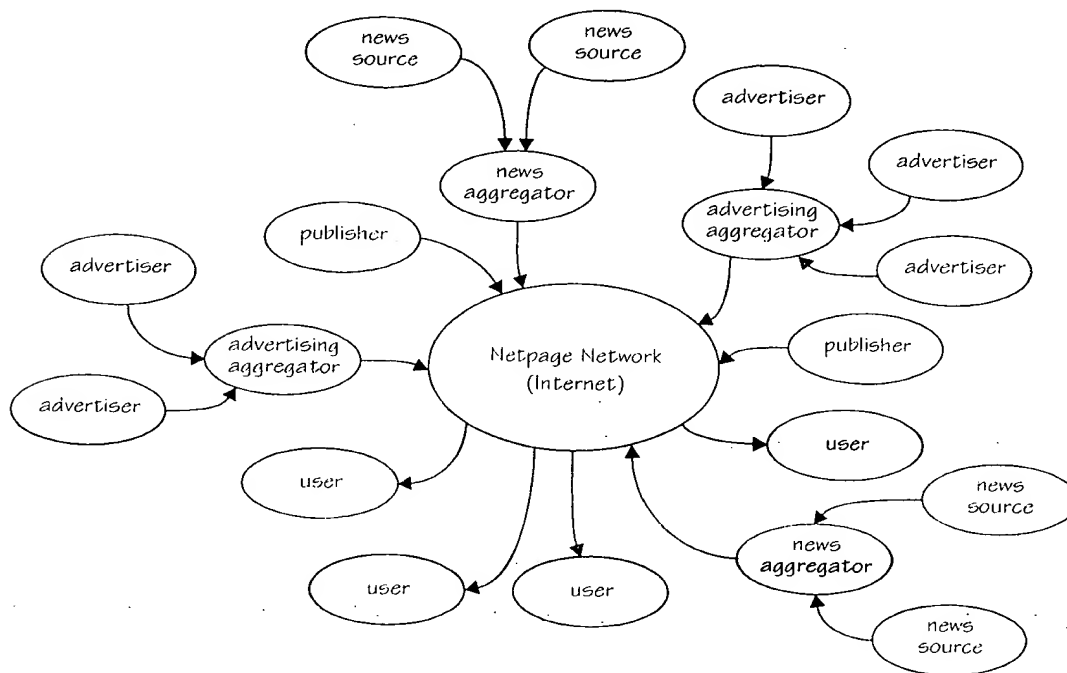 news
source
news
source
advertiser
advertiser
news
aggregator
advertising
aggregator
publisher
advertiser
advertiser
advertising
aggregator
Netpage Network
(Internet)
publisher
advertiser
user
user
news
source
news
aggregator
user
user
news
source